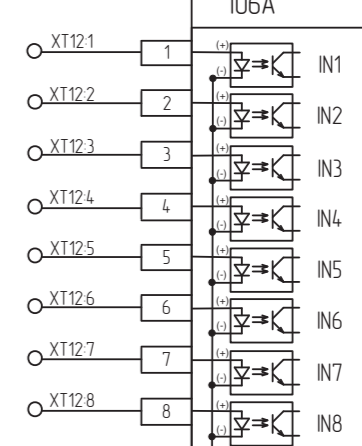 IU6A
XT12:1 1 (+) (-) IN1
XT12:2 2 (+) (-) IN2
XT12:3 3 (+) (-) IN3
XT12:4 4 (+) (-) IN4
XT12:5 5 (+) (-) IN5
XT12:6 6 (+) (-) IN6
XT12:7 7 (+) (-) IN7
XT12:8 8 (+) (-) IN8